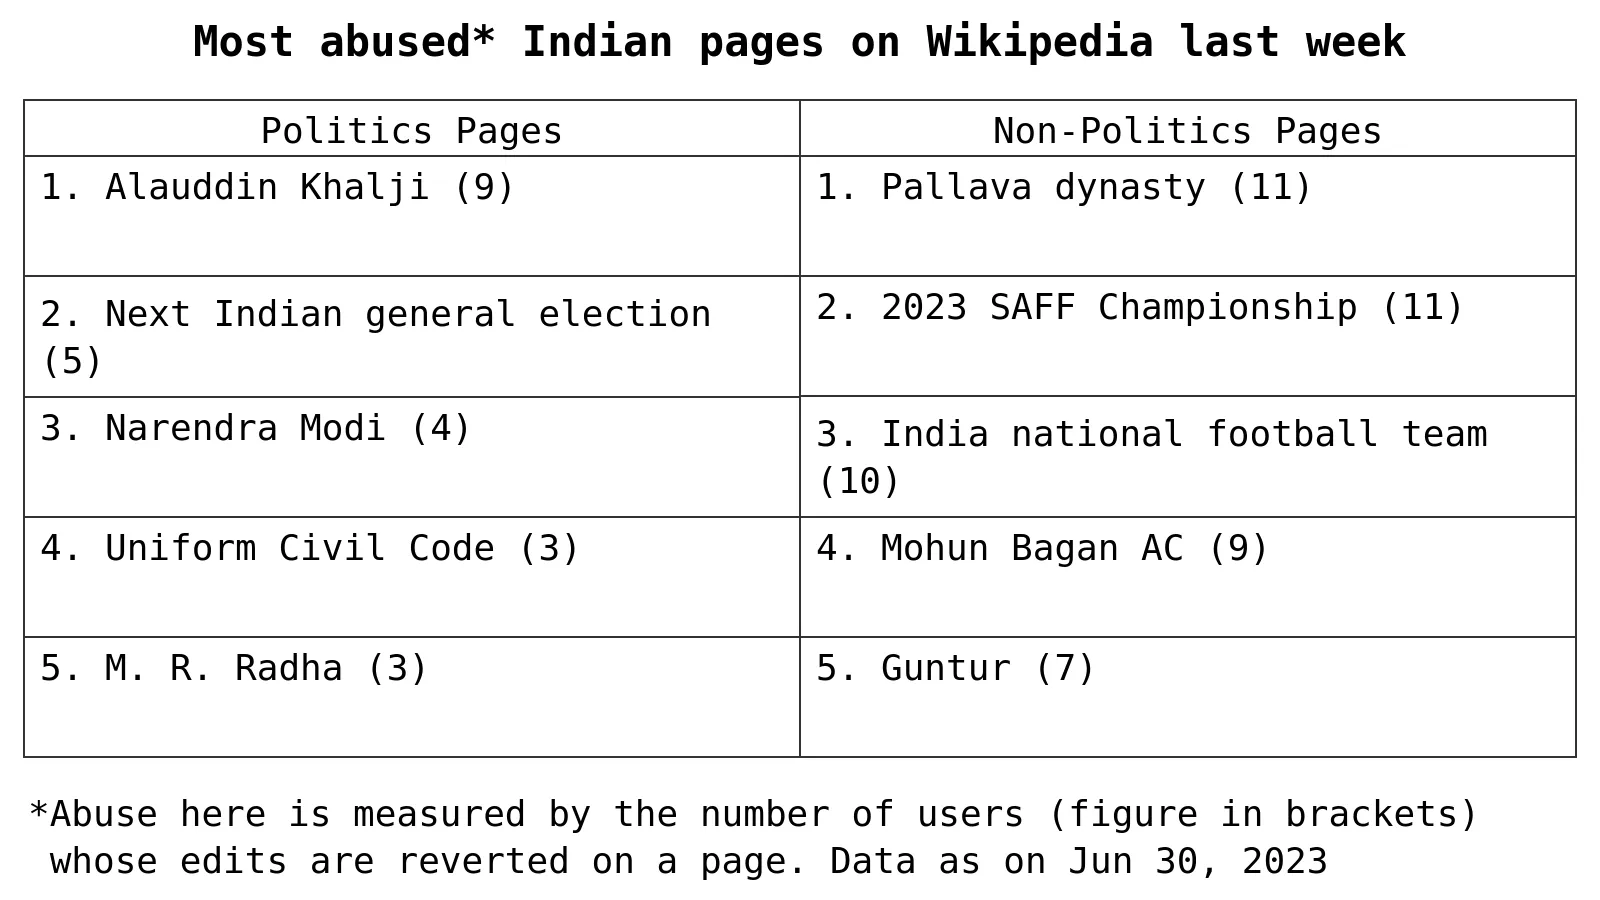 Most abused* Indian pages on Wikipedia last week
Politics Pages
Non-Politics Pages
1. Alauddin Khalji (9)
1. Pallava dynasty (11)
2. Next Indian general election
(5)
2. 2023 SAFF Championship (11)
3. Narendra Modi (4)
3. India national football team
(10)
4. Uniform Civil Code (3)
4. Mohun Bagan AC (9)
5. M. R. Radha (3)
5. Guntur (7)
*Abuse here is measured by the number of users (figure in brackets)
whose edits are reverted on a page. Data as on Jun 30, 2023